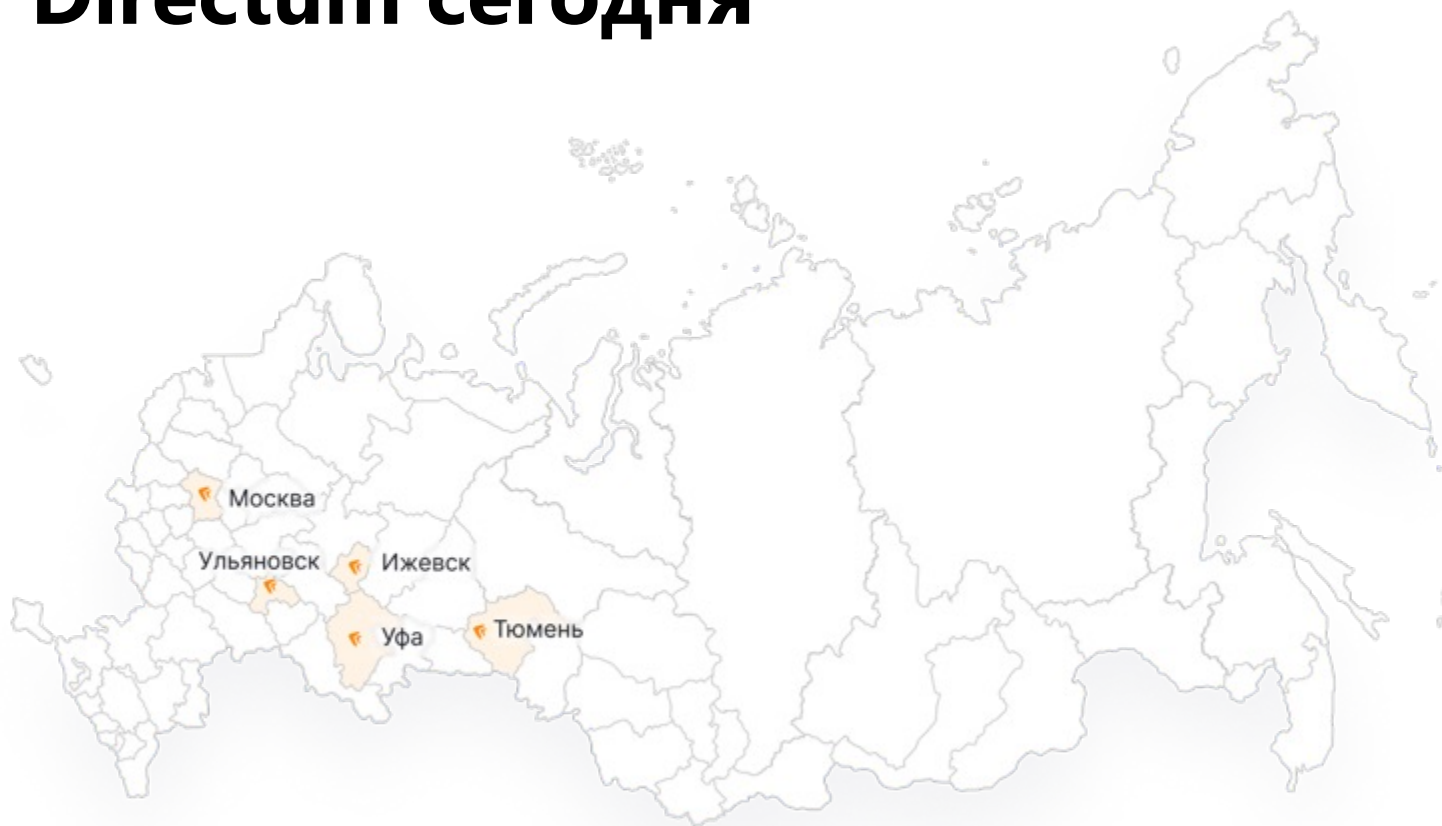 Directum сегодня
Москва
Ульяновск
Ижевск
Уфа
Тюмень